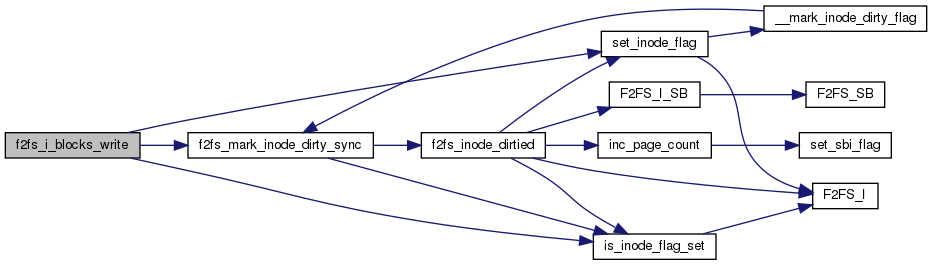 __mark_inode_dirty_flag
set_inode_flag
F2FS_I_SB
F2FS_SB
f2fs_i_blocks_write
f2fs_mark_inode_dirty_sync
f2fs_inode_dirtied
inc_page_count
set_sbi_flag
F2FS_I
is_inode_flag_set